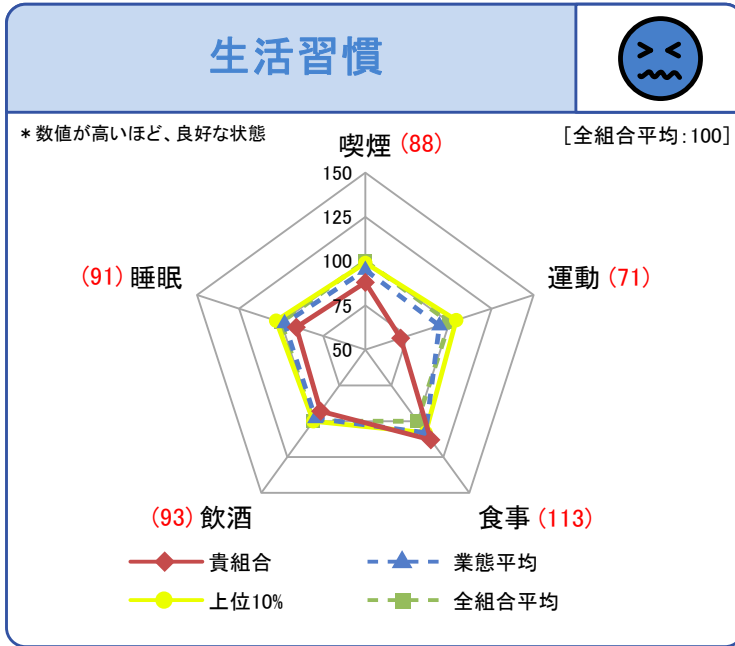 生活習慣
*数値が高いほど、良好な状態
[全組合平均:100]
喫煙 (88)
150
125
100
75
50
(91) 睡眠
運動 (71)
(93) 飲酒
食事 (113)
貴組合
業態平均
上位10%
全組合平均